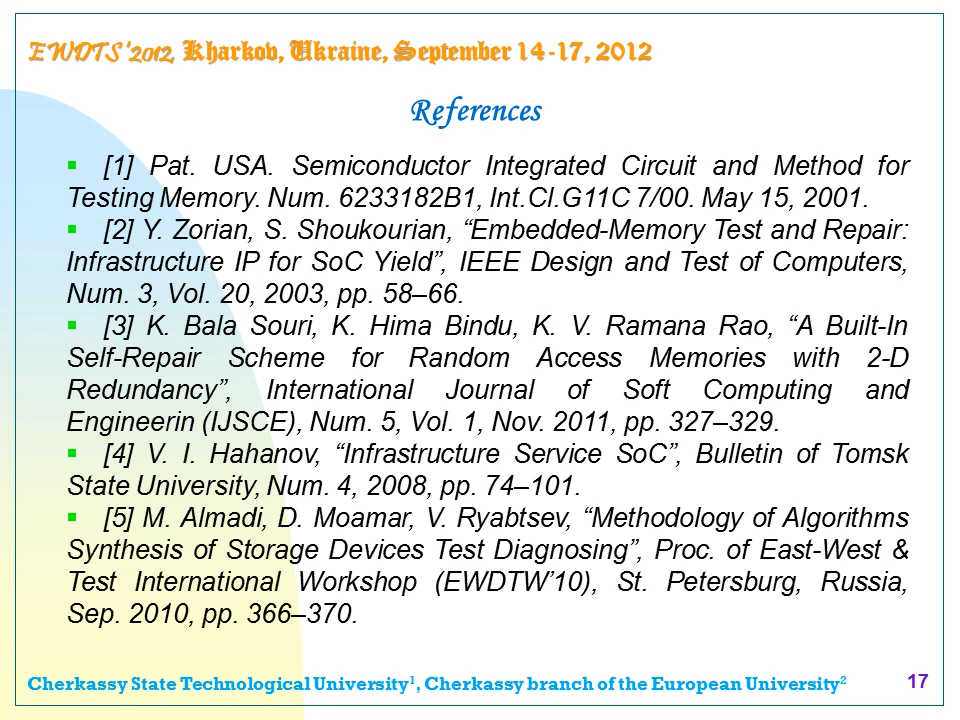 EWDTS'2012, Kharkov, Ukraine, September 14-17, 2012
References
▪ [1] Pat. USA. Semiconductor Integrated Circuit and Method for
Testing Memory. Num. 6233182B1, Int.Cl.G11C 7/00. May 15, 2001.
▪ [2] Y. Zorian, S. Shoukourian, “Embedded-Memory Test and Repair:
Infrastructure IP for SoC Yield”, IEEE Design and Test of Computers,
Num. 3, Vol. 20, 2003, pp. 58–66.
▪ [3] K. Bala Souri, K. Hima Bindu, K. V. Ramana Rao, “A Built-In
Self-Repair Scheme for Random Access Memories with 2-D
Redundancy”, International Journal of Soft Computing and
Engineerin (IJSCE), Num. 5, Vol. 1, Nov. 2011, pp. 327–329.
▪ [4] V. I. Hahanov, “Infrastructure Service SoC”, Bulletin of Tomsk
State University, Num. 4, 2008, pp. 74–101.
▪ [5] M. Almadi, D. Moamar, V. Ryabtsev, “Methodology of Algorithms
Synthesis of Storage Devices Test Diagnosing”, Proc. of East-West &
Test International Workshop (EWDTW’10), St. Petersburg, Russia,
Sep. 2010, pp. 366–370.
Cherkassy State Technological University¹, Cherkassy branch of the European University²
17